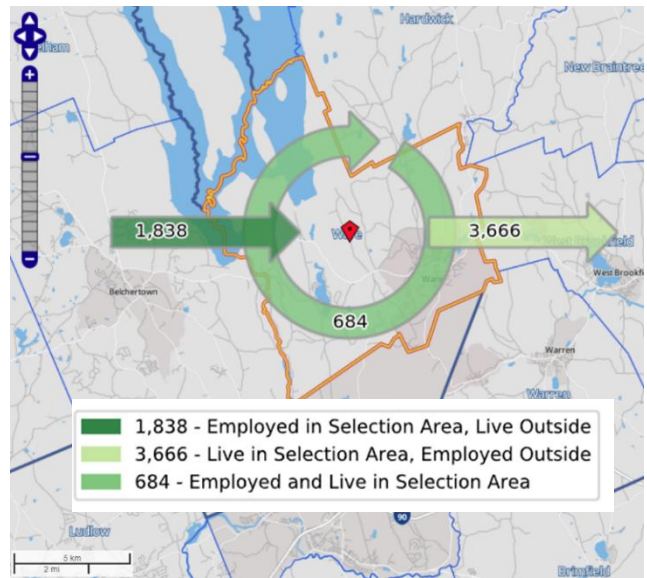 Hardwick
New Braintree
1,838
3,666
684
Ware
West Brookfield
Belchertown
Warren
Warren
1,838 - Employed in Selection Area, Live Outside
3,666 - Live in Selection Area, Employed Outside
684 - Employed and Live in Selection Area
Ludlow
90
5 km
2 mi
Brimfield